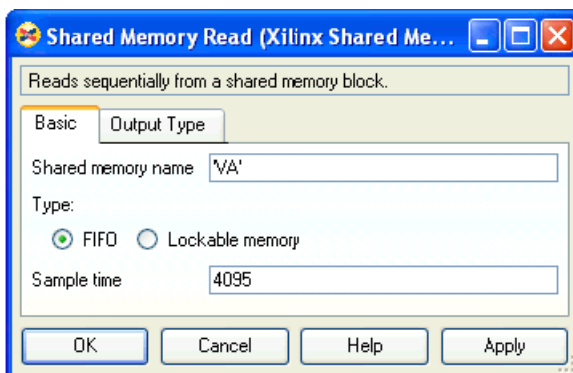 Shared Memory Read (Xilinx Shared Me...
Reads sequentially from a shared memory block.
Basic Output Type
Shared memory name 'VA'
Type:
FIFO Lockable memory
Sample time 4095
OK Cancel Help Apply